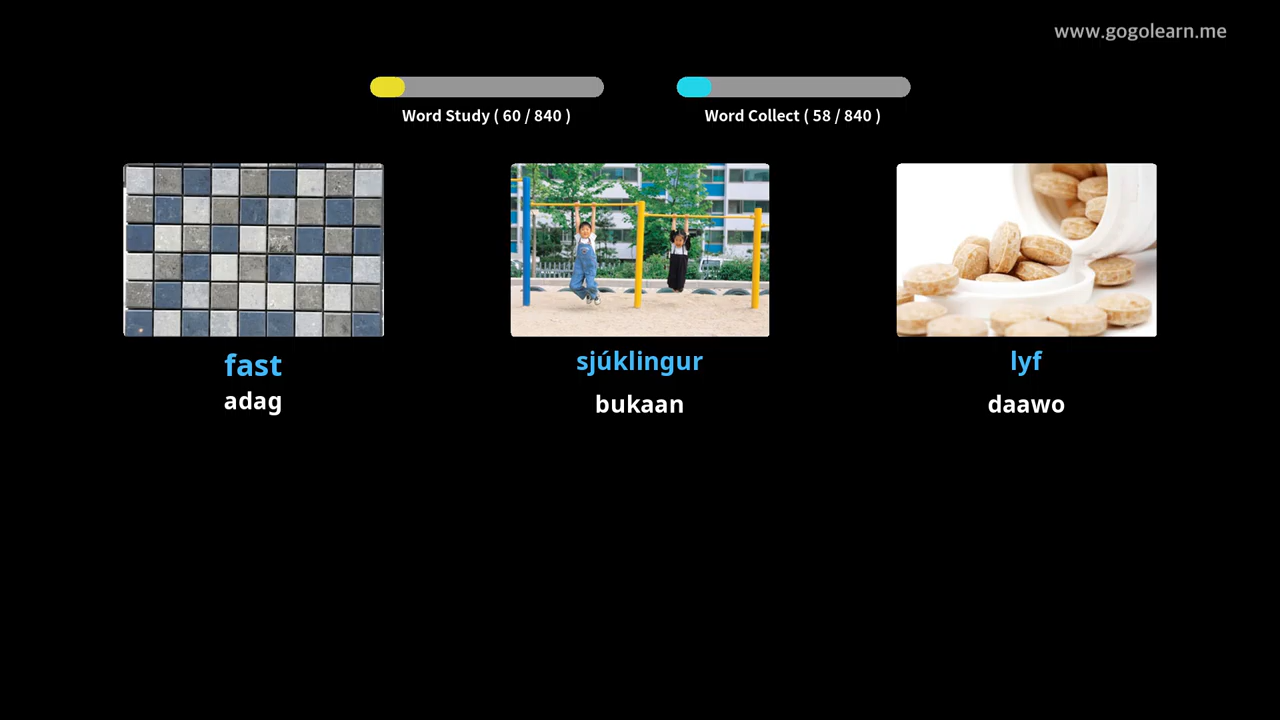 www.gogolearn.me
Word Study ( 60 / 840 )
Word Collect ( 58 / 840 )
fast
adag
sjúklingur
bukaan
lyf
daawo